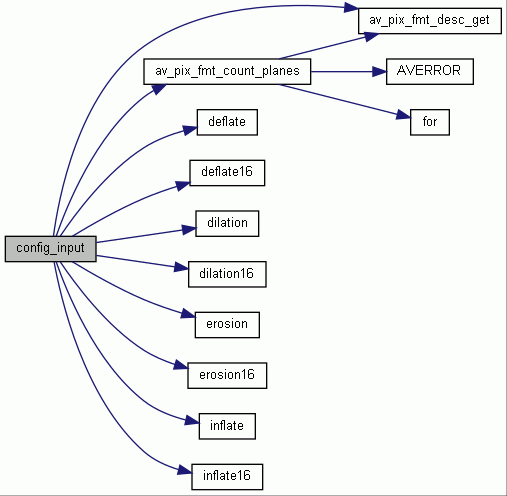 av_pix_fmt_desc_get
av_pix_fmt_count_planes
AVERROR
for
deflate
deflate16
dilation
config_input
dilation16
erosion
erosion16
inflate
inflate16